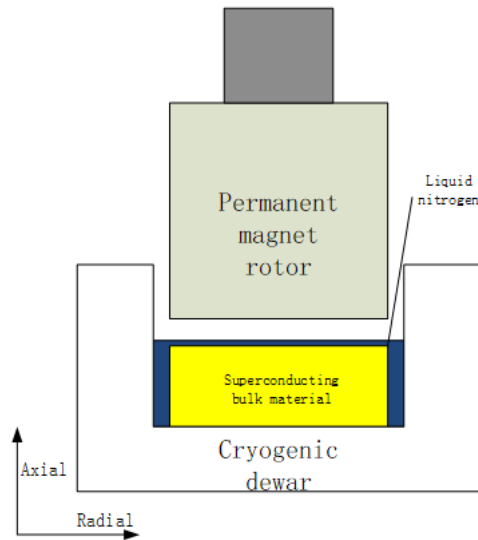 Permanent
magnet
rotor
Liquid
nitrogen
Superconducting
bulk material
Cryogenic
dewar
Axial
Radial